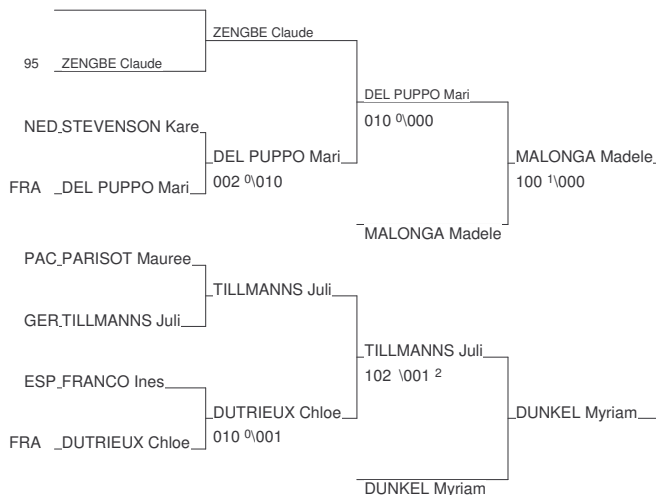 ZENGBE Claude
95 ZENGBE Claude
DEL PUPPO Mari
010 0\000
NED STEVENSON Kare
DEL PUPPO Mari
002 0\010
MALONGA Madele
100 1\000
FRA DEL PUPPO Mari
MALONGA Madele
PAC PARISOT Mauree
TILLMANNS Juli
GER TILLMANNS Juli
TILLMANNS Juli
102 \001 2
ESP FRANCO Ines
DUTRIEUX Chloe
010 0\001
DUNKEL Myriam
FRA DUTRIEUX Chloe
DUNKEL Myriam